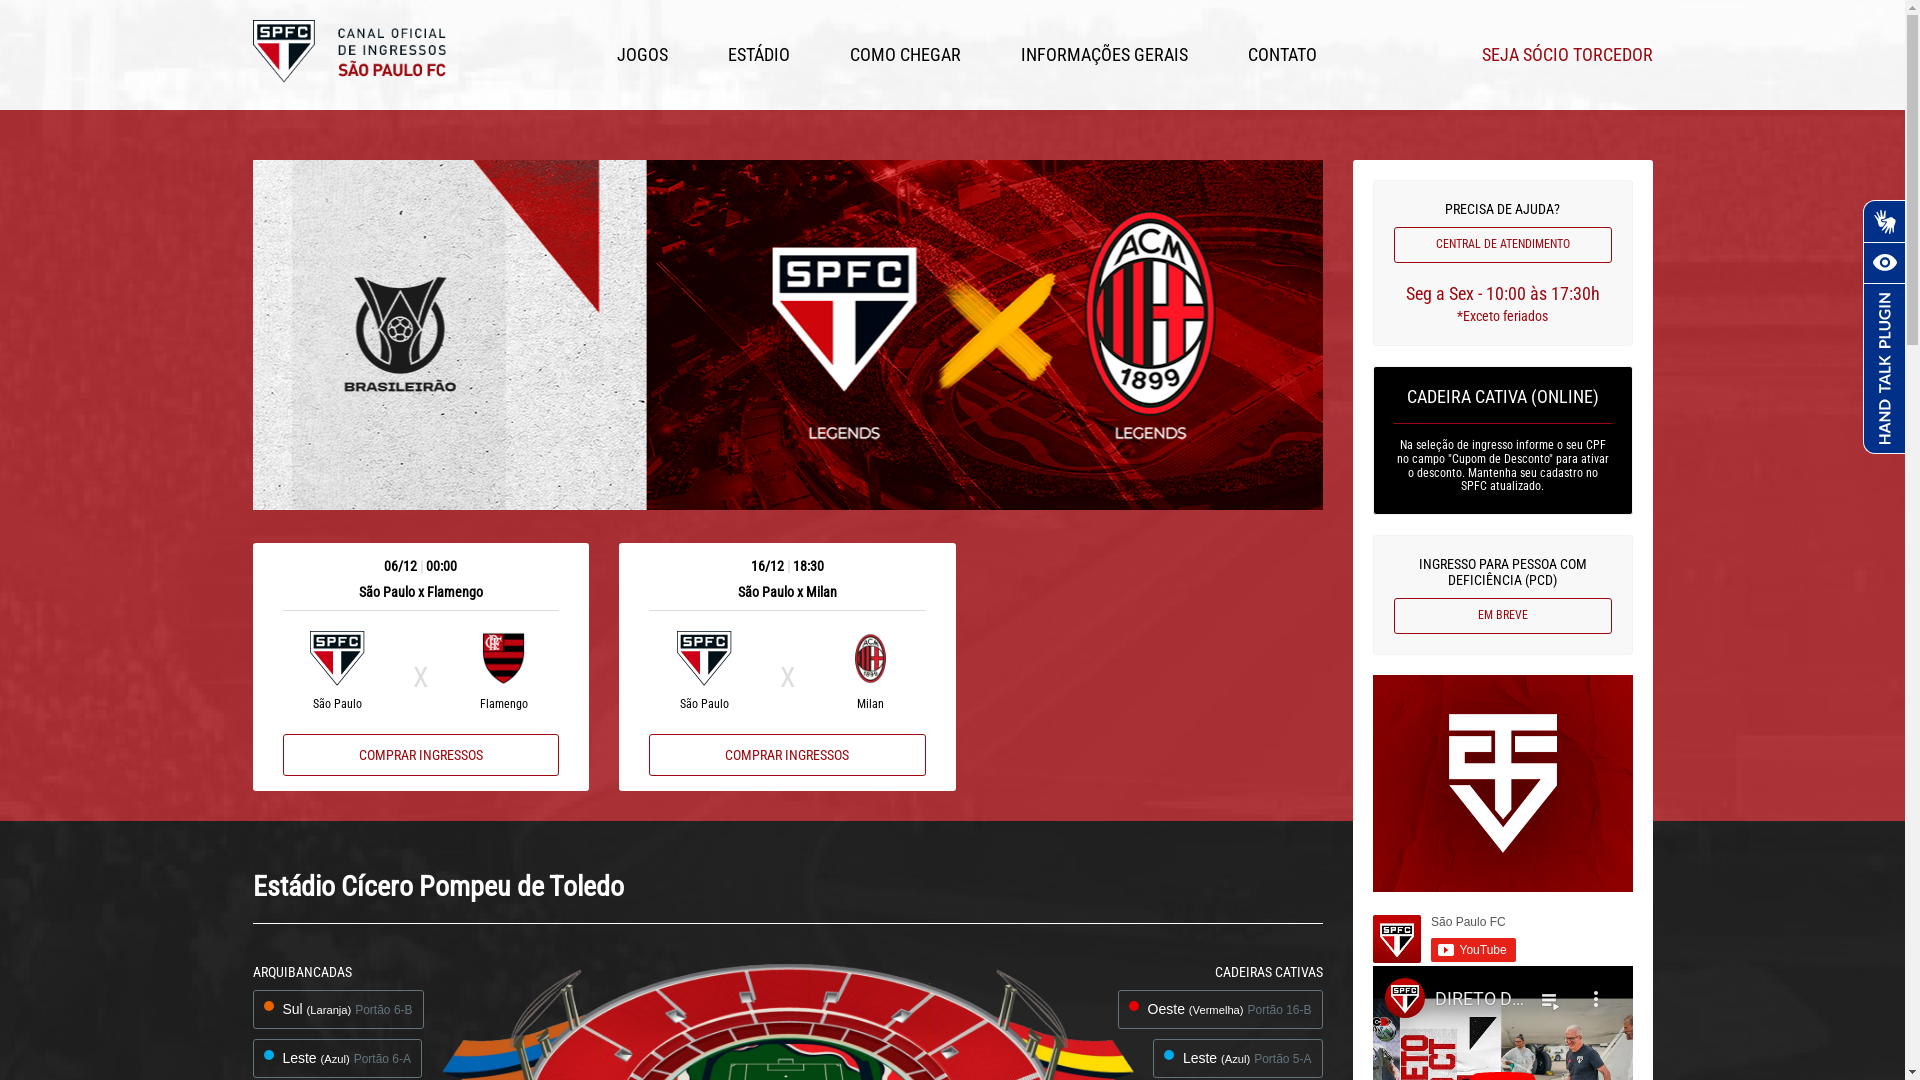 SPFC
CANAL OFICIAL
DE INGRESSOS
SÃO PAULO FC
JOGOS
ESTÁDIO
COMO CHEGAR
INFORMAÇÕES GERAIS
CONTATO
SEJA SÓCIO TORCEDOR
BRASILEIRÃO
SPFC
LEGENDS
ACM
1899
LEGENDS
06/12 | 00:00
São Paulo x Flamengo
SPFC
São Paulo
X
Flamengo
COMPRAR INGRESSOS
16/12 | 18:30
São Paulo x Milan
SPFC
São Paulo
X
ACM
Milan
COMPRAR INGRESSOS
PRECISA DE AJUDA?
CENTRAL DE ATENDIMENTO
Seg a Sex - 10:00 às 17:30h
*Exceto feriados
CADEIRA CATIVA (ONLINE)
Na seleção de ingresso informe o seu CPF
no campo "Cupom de Desconto" para ativar
o desconto. Mantenha seu cadastro no
SPFC atualizado.
INGRESSO PARA PESSOA COM
DEFICIÊNCIA (PCD)
EM BREVE
SPFC
São Paulo FC
YouTube
SPFC
DIRETO D...
HAND TALK PLUGIN
Estádio Cícero Pompeu de Toledo
ARQUIBANCADAS
Sul (Laranja) Portão 6-B
Leste (Azul) Portão 6-A
CADEIRAS CATIVAS
Oeste (Vermelha) Portão 16-B
Leste (Azul) Portão 5-A